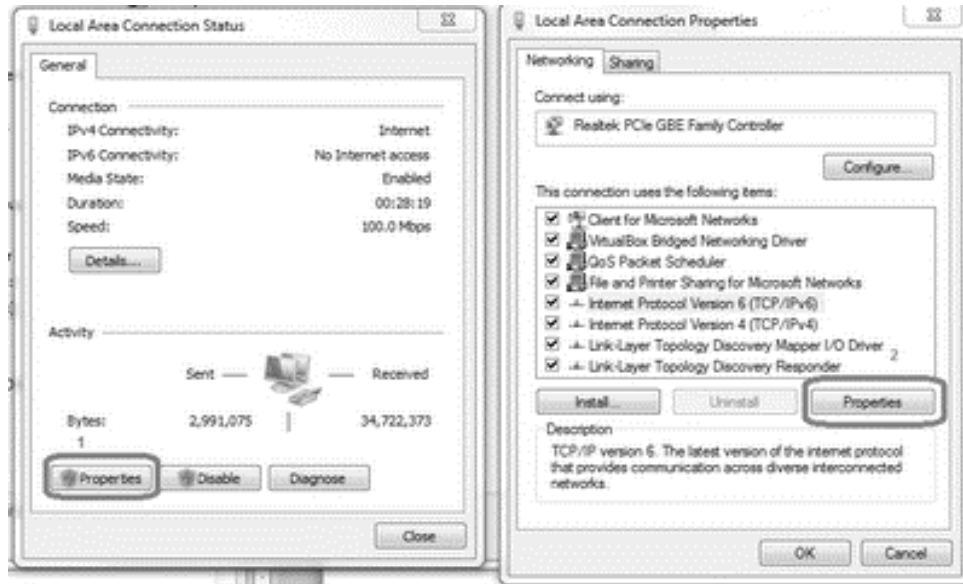 Local Area Connection Status
General
Connection
IPv4 Connectivity: Internet
IPv6 Connectivity: No Internet access
Media State: Enabled
Duration: 00:28:19
Speed: 100.0 Mbps
Details...
Activity
Sent Received
Bytes: 2,991,075 34,722,373
1
Properties Disable Diagnose
Close
Local Area Connection Properties
Networking Sharing
Connect using:
Realtek PCIe GBE Family Controller
Configure...
This connection uses the following items:
Client for Microsoft Networks
VirtualBox Bridged Networking Driver
QoS Packet Scheduler
File and Printer Sharing for Microsoft Networks
Internet Protocol Version 6 (TCP/IPv6)
Internet Protocol Version 4 (TCP/IPv4)
Link-Layer Topology Discovery Mapper I/O Driver
2
Link-Layer Topology Discovery Responder
Install... Uninstall Properties
Description
TCP/IP version 6. The latest version of the internet protocol
that provides communication across diverse interconnected
networks.
OK Cancel